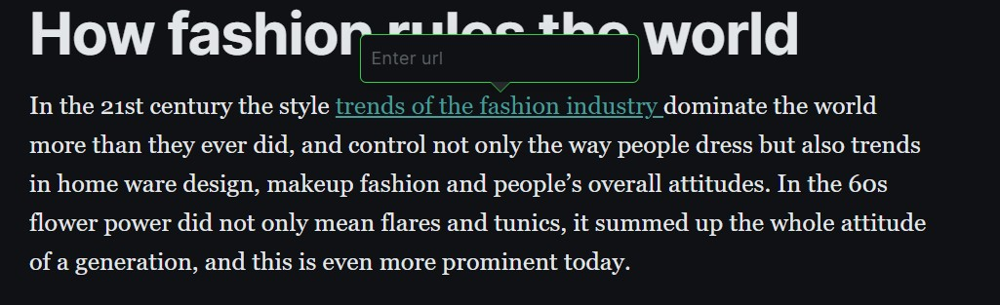 How fashion rules the world
Enter url
In the 21st century the style trends of the fashion industry dominate the world
more than they ever did, and control not only the way people dress but also trends
in home ware design, makeup fashion and people’s overall attitudes. In the 60s
flower power did not only mean flares and tunics, it summed up the whole attitude
of a generation, and this is even more prominent today.